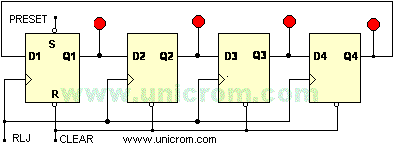 PRESET
S
D1 Q1 D2 Q2 D3 Q3 D4 Q4
www.unicrom.com
R
RLJ CLEAR www.unicrom.com